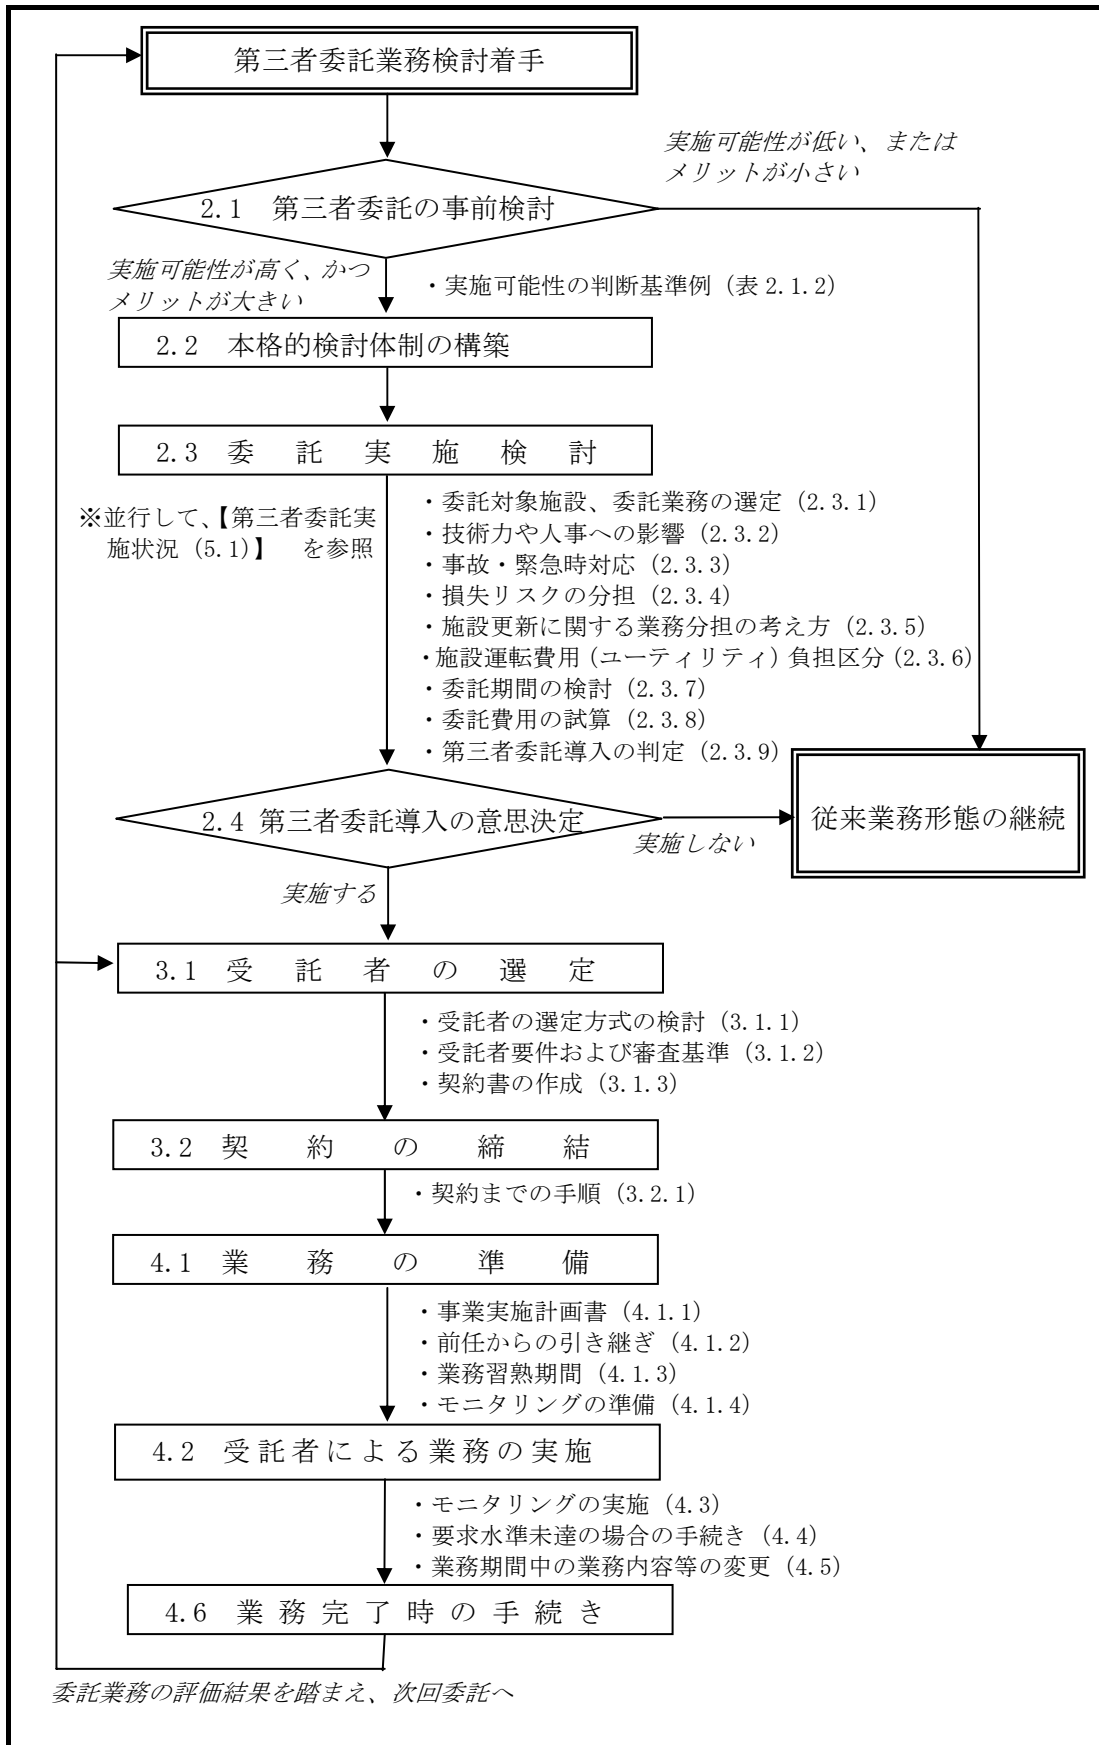 第三者委託業務検討着手
実施可能性が低い、または
メリットが小さい
2.1 第三者委託の事前検討
実施可能性が高く、かつ
メリットが大きい
・実施可能性の判断基準例（表 2.1.2）
2.2 本格的検討体制の構築
2.3 委託実施検討
※並行して、【第三者委託実
施状況（5.1）】 を参照
・委託対象施設、委託業務の選定（2.3.1）
・技術力や人事への影響（2.3.2）
・事故・緊急時対応（2.3.3）
・損失リスクの分担（2.3.4）
・施設更新に関する業務分担の考え方（2.3.5）
・施設運転費用（ユーティリティ）負担区分（2.3.6）
・委託期間の検討（2.3.7）
・委託費用の試算（2.3.8）
・第三者委託導入の判定（2.3.9）
2.4 第三者委託導入の意思決定
実施しない
従来業務形態の継続
実施する
3.1 受託者の選定
・受託者の選定方式の検討（3.1.1）
・受託者要件および審査基準（3.1.2）
・契約書の作成（3.1.3）
3.2 契約の締結
・契約までの手順（3.2.1）
4.1 業務の準備
・事業実施計画書（4.1.1）
・前任からの引き継ぎ（4.1.2）
・業務習熟期間（4.1.3）
・モニタリングの準備（4.1.4）
4.2 受託者による業務の実施
・モニタリングの実施（4.3）
・要求水準未達の場合の手続き（4.4）
・業務期間中の業務内容等の変更（4.5）
4.6 業務完了時の手続き
委託業務の評価結果を踏まえ、次回委託へ